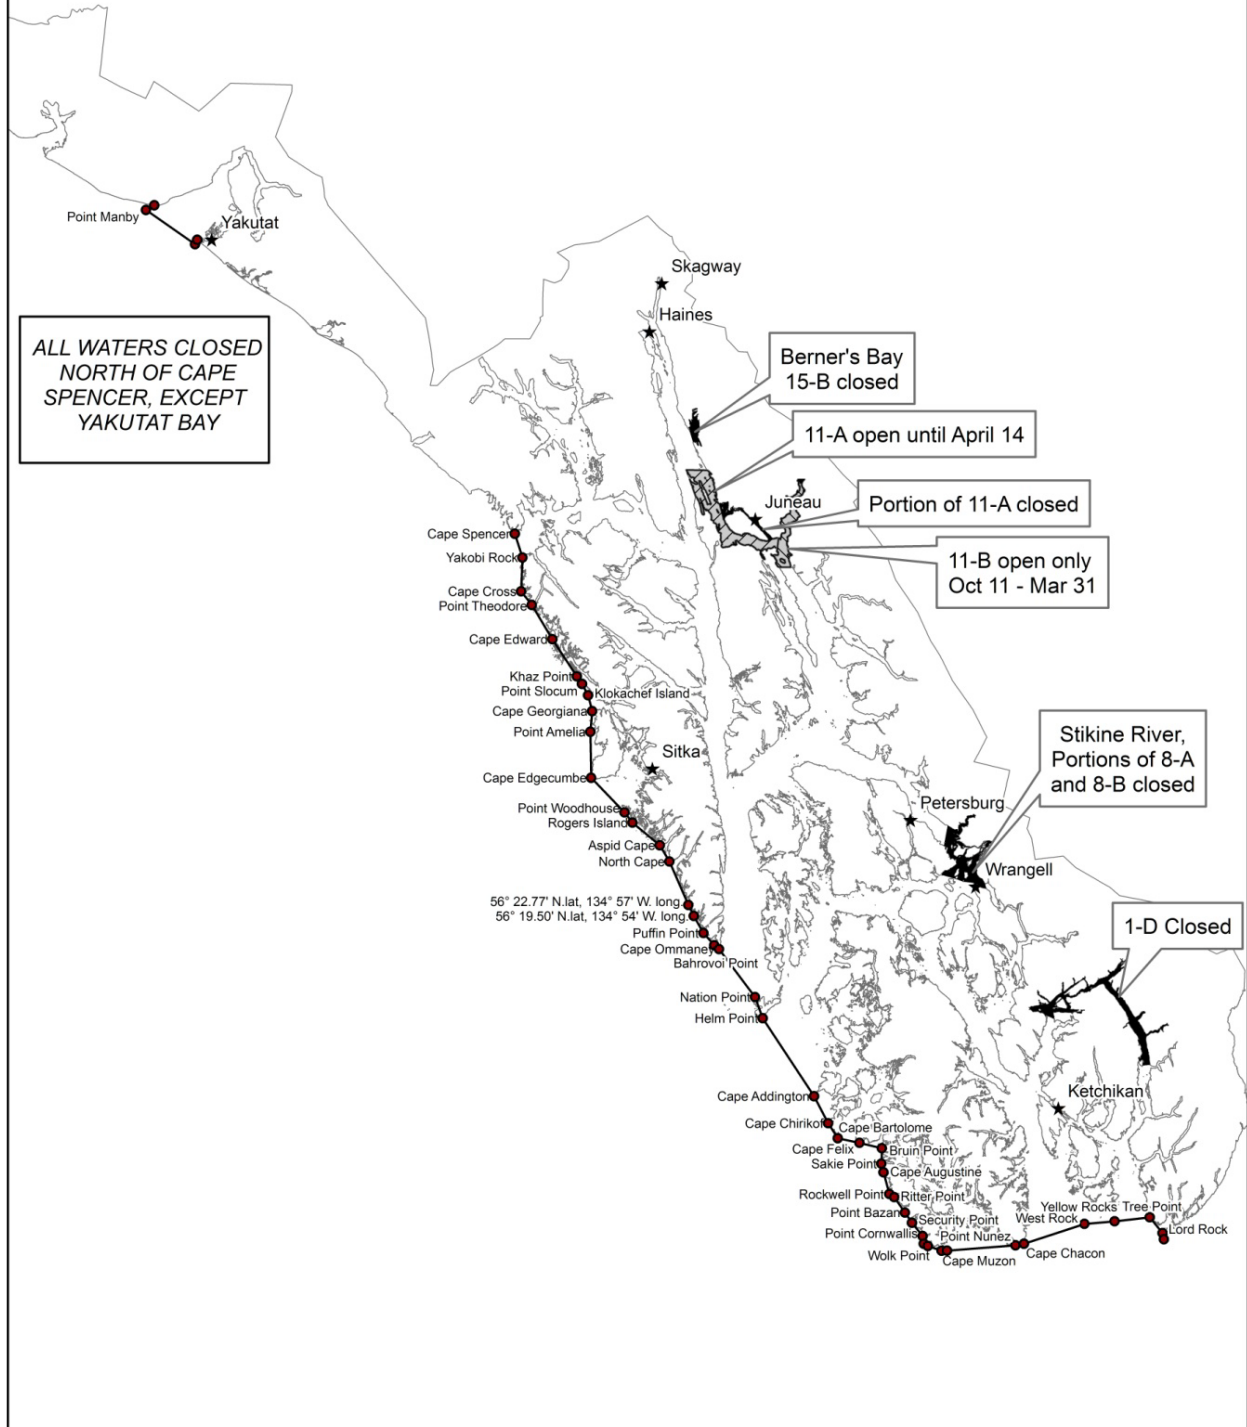 Point Manby
Yakutat
Skagway
Haines
ALL WATERS CLOSED
NORTH OF CAPE
SPENCER, EXCEPT
YAKUTAT BAY
Berner's Bay
15-B closed
11-A open until April 14
Juneau
Portion of 11-A closed
11-B open only
Oct 11 - Mar 31
Cape Spencer
Yakobi Rock
Cape Cross
Point Theodore
Cape Edward
Khaz Point
Point Slocum
Klokachef Island
Cape Georgiana
Point Amelia
Sitka
Cape Edgecumbe
Stikine River,
Portions of 8-A
and 8-B closed
Petersburg
Point Woodhouse
Rogers Island
Aspid Cape
North Cape
Wrangell
56° 22.77' N.lat, 134° 57' W. long.
56° 19.50' N.lat, 134° 54' W. long.
Puffin Point
Cape Ommaney
Bahrovoi Point
1-D Closed
Nation Point
Helm Point
Ketchikan
Cape Addington
Cape Chirikof
Cape Bartolome
Cape Felix
Bruin Point
Sakie Point
Cape Augustine
Rockwell Point
Ritter Point
Point Bazan
Security Point
Yellow Rocks
Tree Point
West Rock
Lord Rock
Point Cornwallis
Point Nunez
Wolk Point
Cape Muzon
Cape Chacon